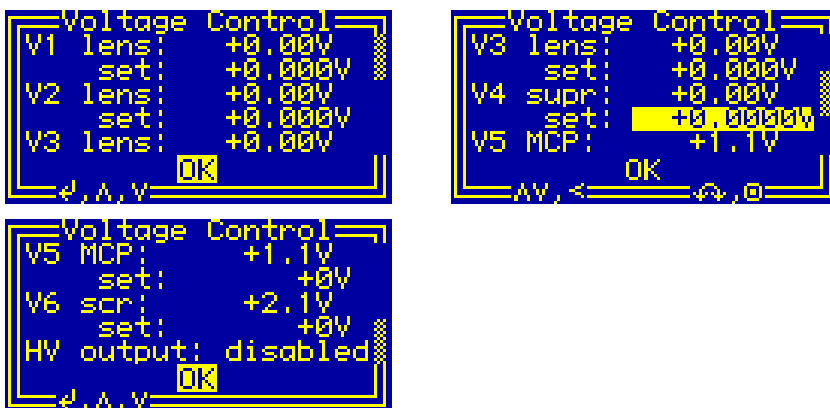 Voltage Control
V1 lens: +0.00V
set: +0.000V
V2 lens: +0.00V
set: +0.000V
V3 lens: +0.00V
OK
↲,Λ,V
Voltage Control
V3 lens: +0.00V
set: +0.000V
V4 supr: +0.00V
set: +0.0000V
V5 MCP: +1.1V
OK
ΛV,<
Voltage Control
V5 MCP: +1.1V
set: +0V
V6 scr: +2.1V
set: +0V
HV output: disabled
OK
↲,Λ,V